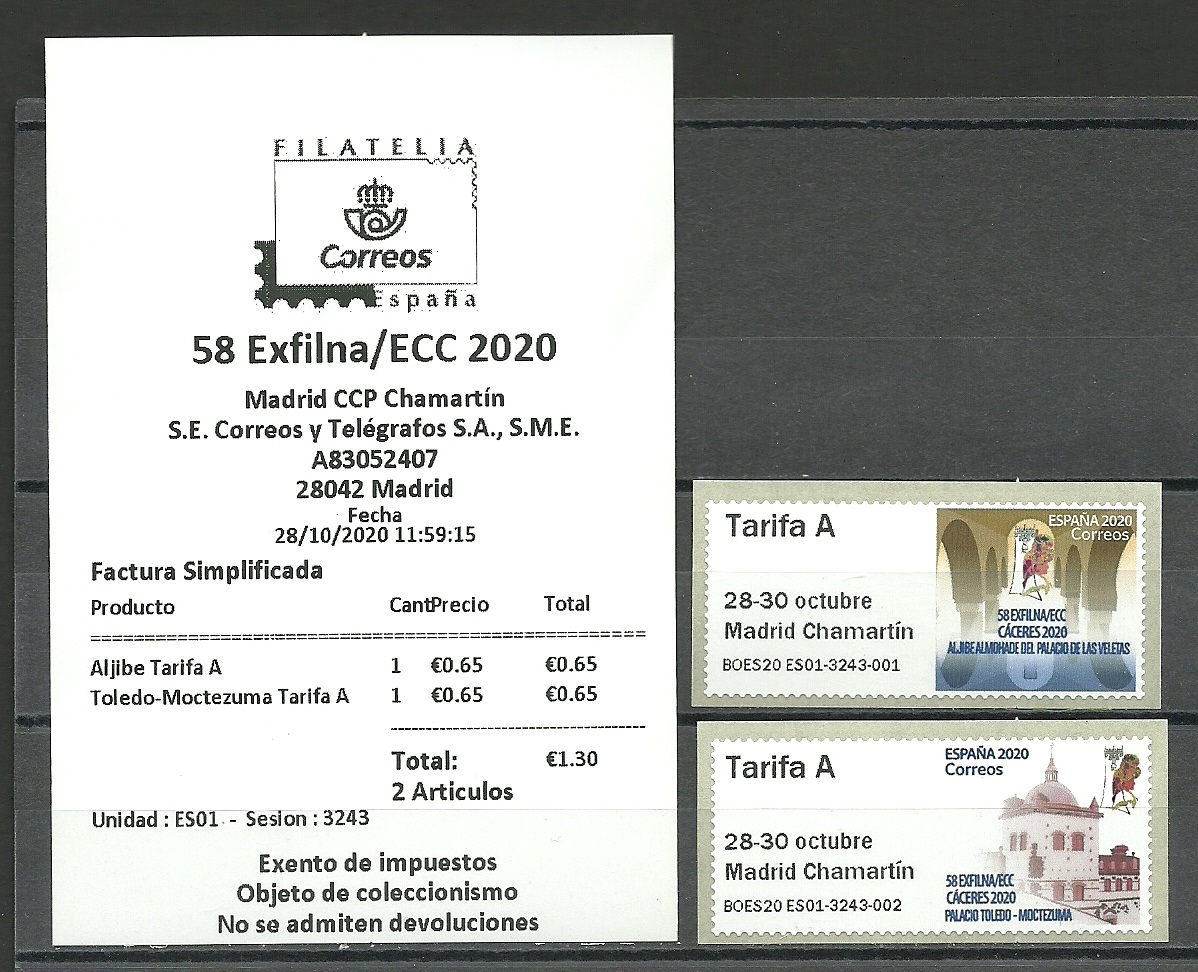 FILATELIA
Correos
España
58 Exfilna/ECC 2020
Madrid CCP Chamartín
S.E. Correos y Telégrafos S.A., S.M.E.
A83052407
28042 Madrid
Fecha
28/10/2020 11:59:15
Factura Simplificada
Producto CantPrecio Total
====================================================
Aljibe Tarifa A 1 €0.65 €0.65
Toledo-Moctezuma Tarifa A 1 €0.65 €0.65
----------------------------------------
Total: €1.30
2 Articulos
Unidad : ES01 - Sesion : 3243
Exento de impuestos
Objeto de coleccionismo
No se admiten devoluciones
Tarifa A
28-30 octubre
Madrid Chamartín
BOES20 ES01-3243-001
ESPAÑA 2020
Correos
58 EXFILNA/ECC
CÁCERES 2020
ALJIBE ALMOHADE DEL PALACIO DE LAS VELETAS
Tarifa A
28-30 octubre
Madrid Chamartín
BOES20 ES01-3243-002
ESPAÑA 2020
Correos
58 EXFILNA/ECC
CÁCERES 2020
PALACIO TOLEDO - MOCTEZUMA